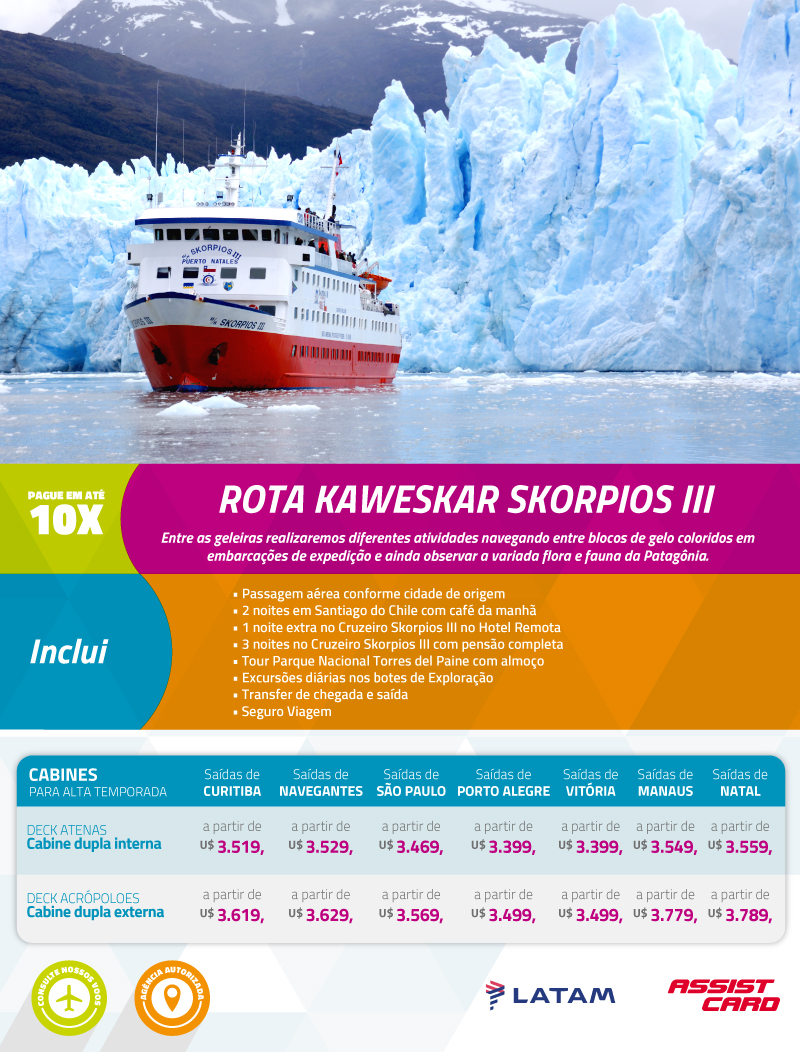 SKORPIOS III
PUERTO NATALES
SKORPIOS III
PAGUE EM ATÉ
10X
ROTA KAWESKAR SKORPIOS III
Entre as geleiras realizaremos diferentes atividades navegando entre blocos de gelo coloridos em
embarcações de expedição e ainda observar a variada flora e fauna da Patagônia.
Inclui
• Passagem aérea conforme cidade de origem
• 2 noites em Santiago do Chile com café da manhã
• 1 noite extra no Cruzeiro Skorpios III no Hotel Remota
• 3 noites no Cruzeiro Skorpios III com pensão completa
• Tour Parque Nacional Torres del Paine com almoço
• Excursões diárias nos botes de Exploração
• Transfer de chegada e saída
• Seguro Viagem
CABINES Saídas de Saídas de Saídas de Saídas de Saídas de Saídas de Saídas de
PARA ALTA TEMPORADA CURITIBA NAVEGANTES SÃO PAULO PORTO ALEGRE VITÓRIA MANAUS NATAL
DECK ATENAS a partir de a partir de a partir de a partir de a partir de a partir de a partir de
Cabine dupla interna U$ 3.519, U$ 3.529, U$ 3.469, U$ 3.399, U$ 3.399, U$ 3.549, U$ 3.559,
DECK ACRÓPOLOES a partir de a partir de a partir de a partir de a partir de a partir de a partir de
Cabine dupla externa U$ 3.619, U$ 3.629, U$ 3.569, U$ 3.499, U$ 3.499, U$ 3.779, U$ 3.789,
CONSULTE NOSSOS VOOS
AGÊNCIA AUTORIZADA
LATAM
ASSIST
CARD